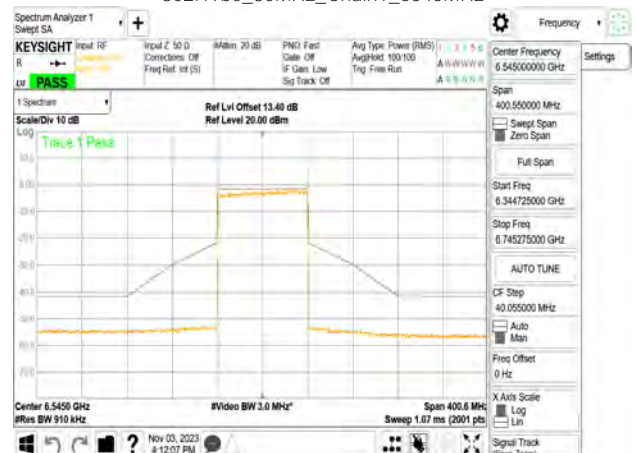 Spectrum Analyzer 1
Swept SA
+
Frequency
KEYSIGHT
Input: RF
Input Z: 50 Ω
#Atten: 20 dB
PNO: Fast
Avg Type: Power (RMS)
Corrections: Off
Gate: Off
Avg|Hold: 100/100
R
Freq Ref: Int (S)
IF Gain: Low
Trig: Free Run
Sig Track: Off
LV
PASS
Center Frequency
6.545000000 GHz
Settings
Span
400.550000 MHz
Swept Span
Zero Span
Full Span
Start Freq
6.344725000 GHz
Stop Freq
6.745275000 GHz
AUTO TUNE
CF Step
40.055000 MHz
Auto
Man
Freq Offset
0 Hz
X Axis Scale
Log
Lin
Signal Track
1 Spectrum
Scale/Div 10 dB
Ref Lvl Offset 13.40 dB
Ref Level 20.00 dBm
Log
Trace 1 Pass
10.0
0.00
Center 6.5450 GHz
#Video BW 3.0 MHz*
Span 400.6 MHz
#Res BW 910 kHz
Sweep 1.07 ms (2001 pts
?
Nov 03, 2023
4:12:07 PM